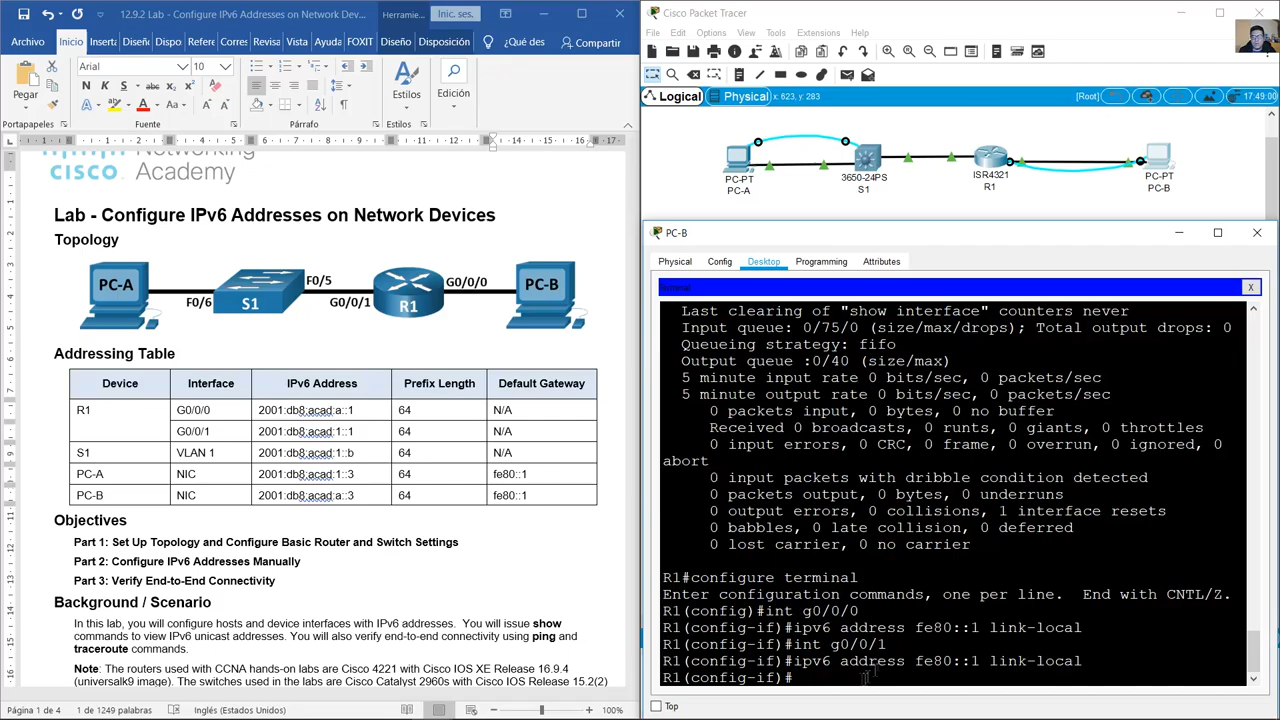 12.9.2 Lab - Configure IPv6 Addresses on Network Dev...
Herramie...
Inic. ses.
Archivo Inicio Insertar Diseño Dispo Refere Corres Revisa Vista Ayuda FOXIT Diseño Disposición ¿Qué des Compartir
Pegar
Arial 10
Estilos
Edición
Portapapeles Fuente Párrafo Estilos
Networking
CISCO Academy
Lab - Configure IPv6 Addresses on Network Devices
Topology
PC-A F0/6 S1 F0/5 G0/0/1 R1 G0/0/0 PC-B
Addressing Table
Device Interface IPv6 Address Prefix Length Default Gateway
R1 G0/0/0 2001:db8:acad:a::1 64 N/A
G0/0/1 2001:db8:acad:1::1 64 N/A
S1 VLAN 1 2001:db8:acad:1::b 64 N/A
PC-A NIC 2001:db8:acad:1::3 64 fe80::1
PC-B NIC 2001:db8:acad:a::3 64 fe80::1
Objectives
Part 1: Set Up Topology and Configure Basic Router and Switch Settings
Part 2: Configure IPv6 Addresses Manually
Part 3: Verify End-to-End Connectivity
Background / Scenario
In this lab, you will configure hosts and device interfaces with IPv6 addresses. You will issue show
commands to view IPv6 unicast addresses. You will also verify end-to-end connectivity using ping and
traceroute commands.
Note: The routers used with CCNA hands-on labs are Cisco 4221 with Cisco IOS XE Release 16.9.4
(universalk9 image). The switches used in the labs are Cisco Catalyst 2960s with Cisco IOS Release 15.2(2)
Página 1 de 4 1 de 1249 palabras Inglés (Estados Unidos) 100%
Cisco Packet Tracer
File Edit Options View Tools Extensions Help
Logical Physical x: 623, y: 283 [Root] 17:49:00
PC-PT
PC-A
3650-24PS
S1
ISR4321
R1
PC-PT
PC-B
PC-B
Physical Config Desktop Programming Attributes
Terminal X
Last clearing of "show interface" counters never
Input queue: 0/75/0 (size/max/drops); Total output drops: 0
Queueing strategy: fifo
Output queue :0/40 (size/max)
5 minute input rate 0 bits/sec, 0 packets/sec
5 minute output rate 0 bits/sec, 0 packets/sec
0 packets input, 0 bytes, 0 no buffer
Received 0 broadcasts, 0 runts, 0 giants, 0 throttles
0 input errors, 0 CRC, 0 frame, 0 overrun, 0 ignored, 0
abort
0 input packets with dribble condition detected
0 packets output, 0 bytes, 0 underruns
0 output errors, 0 collisions, 1 interface resets
0 babbles, 0 late collision, 0 deferred
0 lost carrier, 0 no carrier
R1#configure terminal
Enter configuration commands, one per line. End with CNTL/Z.
R1(config)#int g0/0/0
R1(config-if)#ipv6 address fe80::1 link-local
R1(config-if)#int g0/0/1
R1(config-if)#ipv6 address fe80::1 link-local
R1(config-if)#
Top